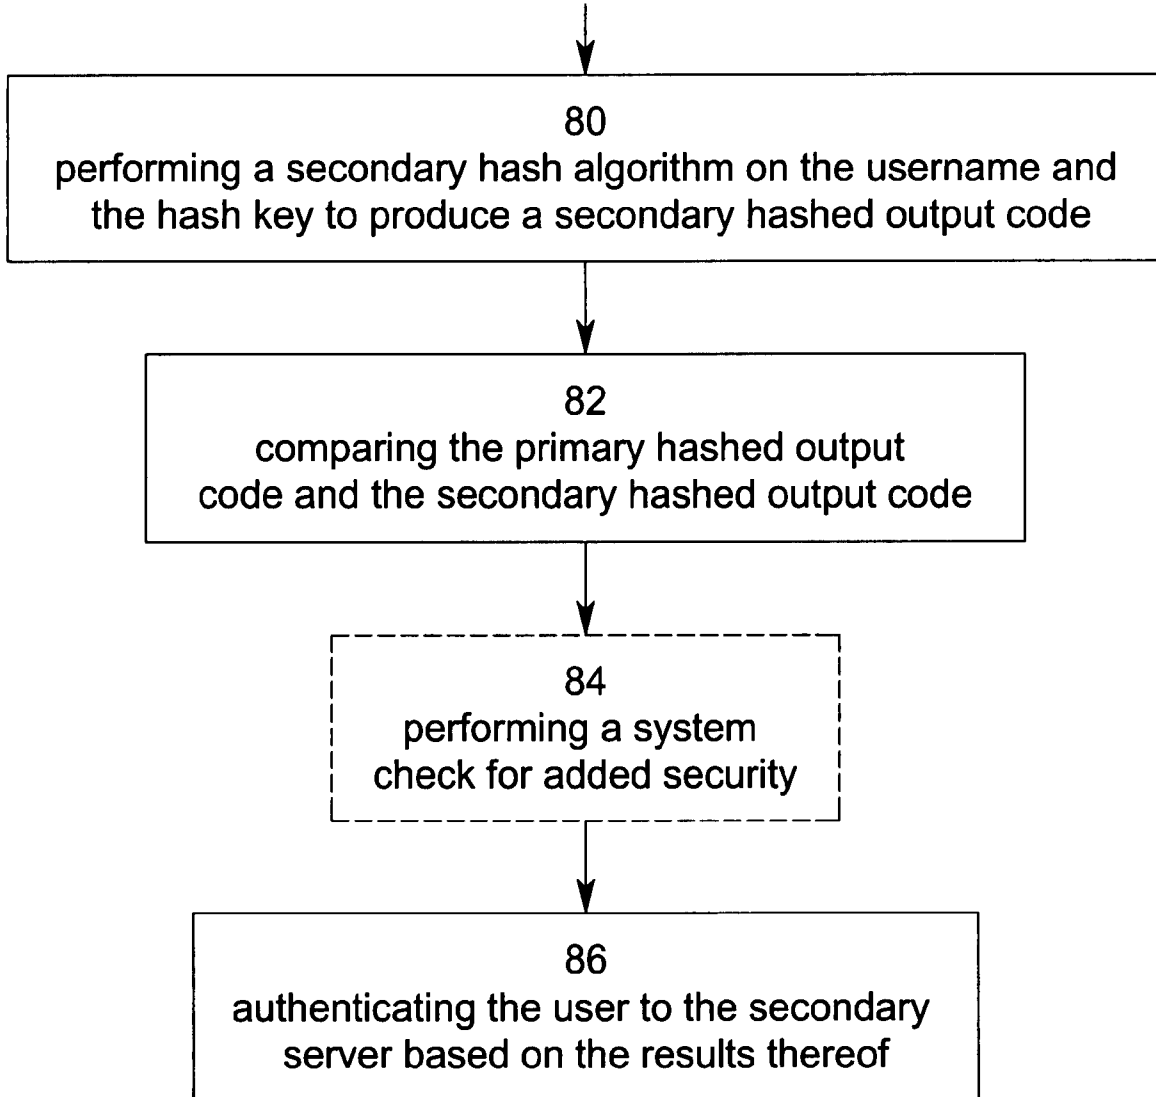 80
performing a secondary hash algorithm on the username and
the hash key to produce a secondary hashed output code
82
comparing the primary hashed output
code and the secondary hashed output code
84
performing a system
check for added security
86
authenticating the user to the secondary
server based on the results thereof